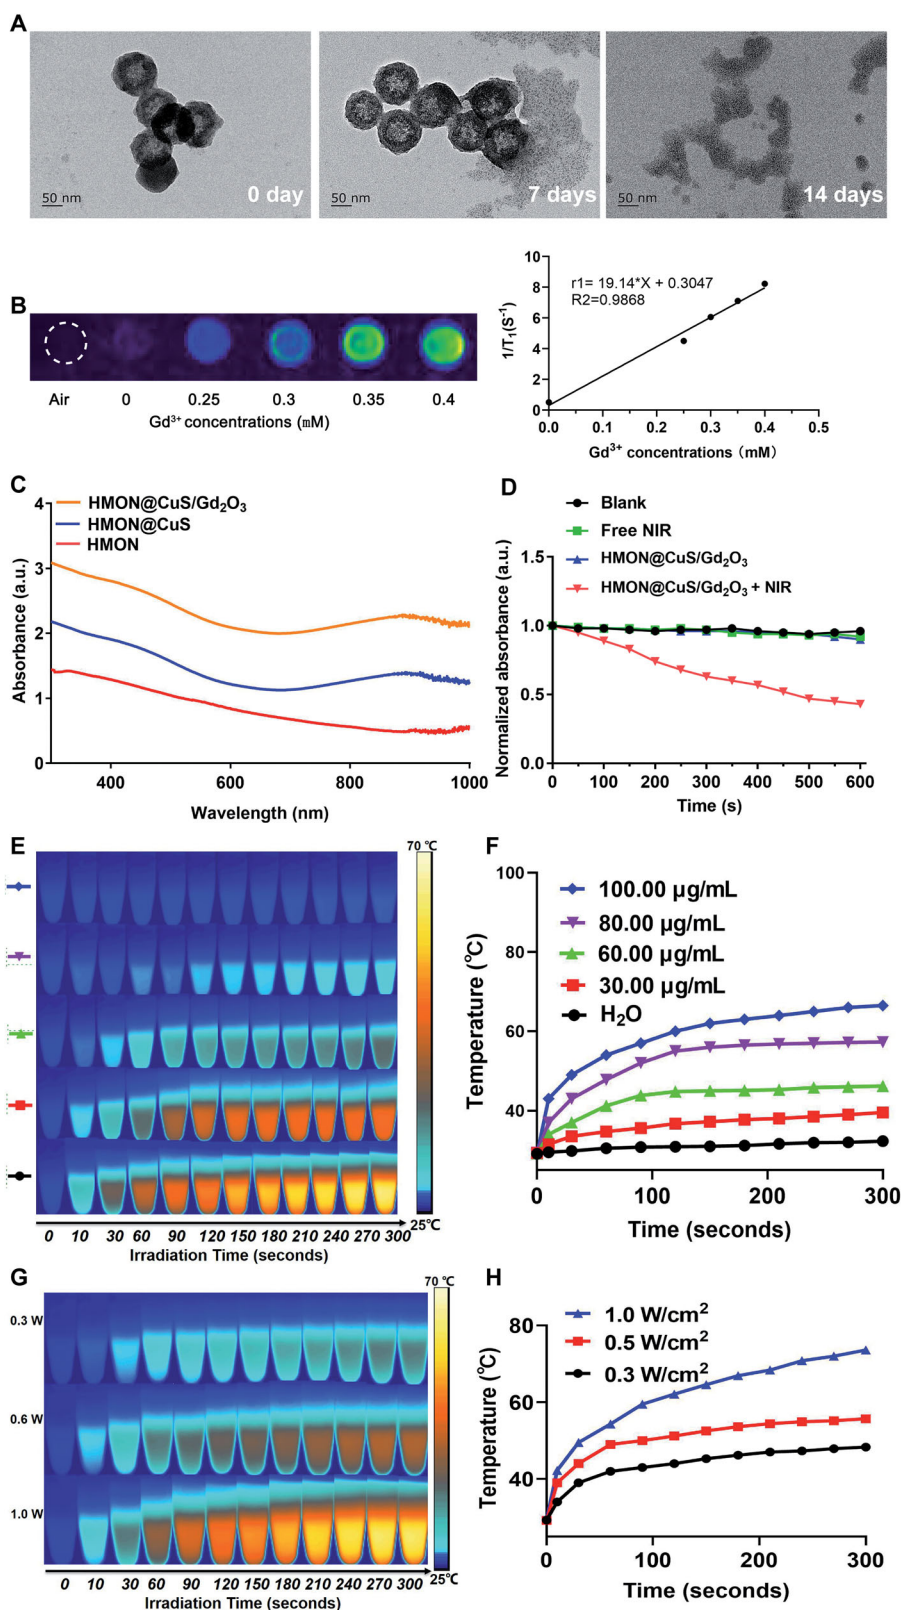 A
50 nm
0 day
50 nm
7 days
50 nm
14 days
B
Air
0
0.25
0.3
0.35
0.4
Gd³⁺ concentrations (mM)
10
8
6
4
2
0
1/T₁(S⁻¹)
r1= 19.14*X + 0.3047
R2=0.9868
0.0
0.1
0.2
0.3
0.4
0.5
Gd³⁺ concentrations (mM)
C
HMON@CuS/Gd₂O₃
HMON@CuS
HMON
4
3
2
1
0
Absorbance (a.u.)
400
600
800
1000
Wavelength (nm)
D
Blank
Free NIR
HMON@CuS/Gd₂O₃
HMON@CuS/Gd₂O₃ + NIR
1.5
1.0
0.5
0.0
Normalized absorbance (a.u.)
0
100
200
300
400
500
600
Time (s)
E
70 ℃
25℃
0 10 30 60 90 120 150 180 210 240 270 300
Irradiation Time (seconds)
F
100.00 µg/mL
80.00 µg/mL
60.00 µg/mL
30.00 µg/mL
H₂O
100
80
60
40
Temperature (℃)
0
100
200
300
Time (seconds)
G
0.3 W
0.6 W
1.0 W
70 ℃
25℃
0 10 30 60 90 120 150 180 210 230 270 300
Irradiation Time (seconds)
H
1.0 W/cm²
0.5 W/cm²
0.3 W/cm²
80
60
40
Temperature (℃)
0
100
200
300
Time (seconds)